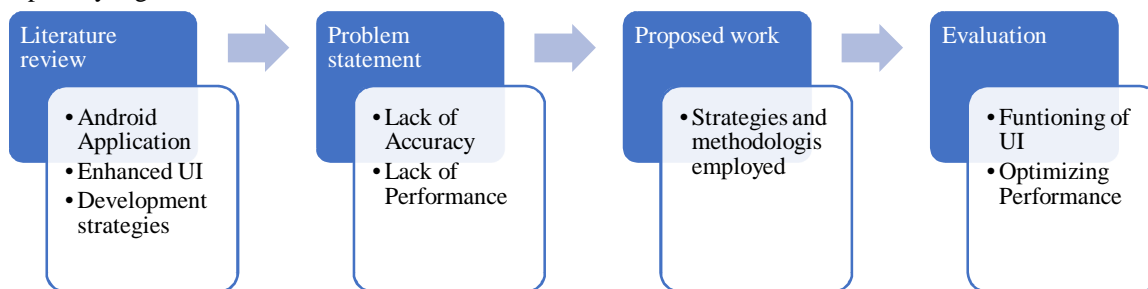 Literature
review
• Android
Application
• Enhanced UI
• Development
strategies
Problem
statement
• Lack of
Accuracy
• Lack of
Performance
Proposed work
• Strategies and
methodologis
employed
Evaluation
• Funtioning of
UI
• Optimizing
Performance